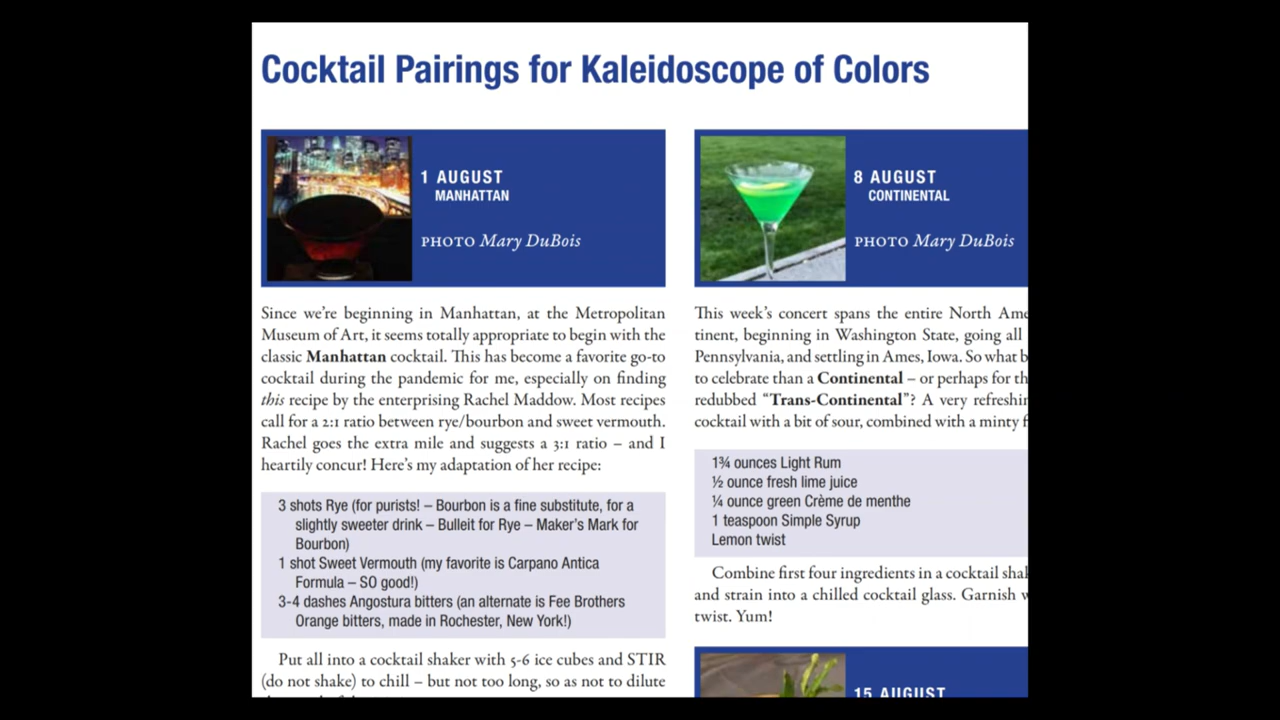 Cocktail Pairings for Kaleidoscope of Colors
1 AUGUST
MANHATTAN
PHOTO Mary DuBois
Since we're beginning in Manhattan, at the Metropolitan
Museum of Art, it seems totally appropriate to begin with the
classic Manhattan cocktail. This has become a favorite go-to
cocktail during the pandemic for me, especially on finding
this recipe by the enterprising Rachel Maddow. Most recipes
call for a 2:1 ratio between rye/bourbon and sweet vermouth.
Rachel goes the extra mile and suggests a 3:1 ratio – and I
heartily concur! Here's my adaptation of her recipe:
3 shots Rye (for purists! – Bourbon is a fine substitute, for a
slightly sweeter drink – Bulleit for Rye – Maker's Mark for
Bourbon)
1 shot Sweet Vermouth (my favorite is Carpano Antica
Formula – SO good!)
3-4 dashes Angostura bitters (an alternate is Fee Brothers
Orange bitters, made in Rochester, New York!)
Put all into a cocktail shaker with 5-6 ice cubes and STIR
(do not shake) to chill – but not too long, so as not to dilute
8 AUGUST
CONTINENTAL
PHOTO Mary DuBois
This week's concert spans the entire North Ame
tinent, beginning in Washington State, going all
Pennsylvania, and settling in Ames, Iowa. So what b
to celebrate than a Continental – or perhaps for th
redubbed “Trans-Continental”? A very refreshin
cocktail with a bit of sour, combined with a minty f
1¾ ounces Light Rum
½ ounce fresh lime juice
¼ ounce green Crème de menthe
1 teaspoon Simple Syrup
Lemon twist
Combine first four ingredients in a cocktail shak
and strain into a chilled cocktail glass. Garnish w
twist. Yum!
15 AUGUST